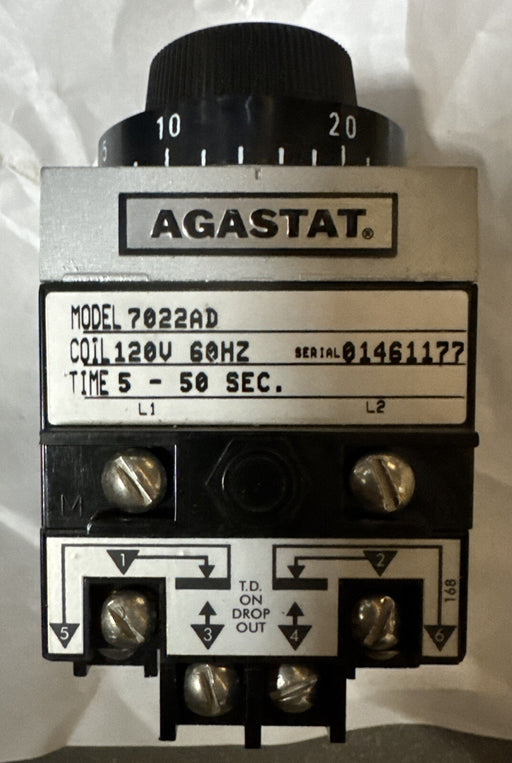 5 10 20
AGASTAT®
MODEL 7022AD
COIL 120V 60HZ SERIAL 01461177
TIME 5 - 50 SEC.
L1 L2
M
1 2
T.D.
ON
DROP
OUT
168
5 3 4 6